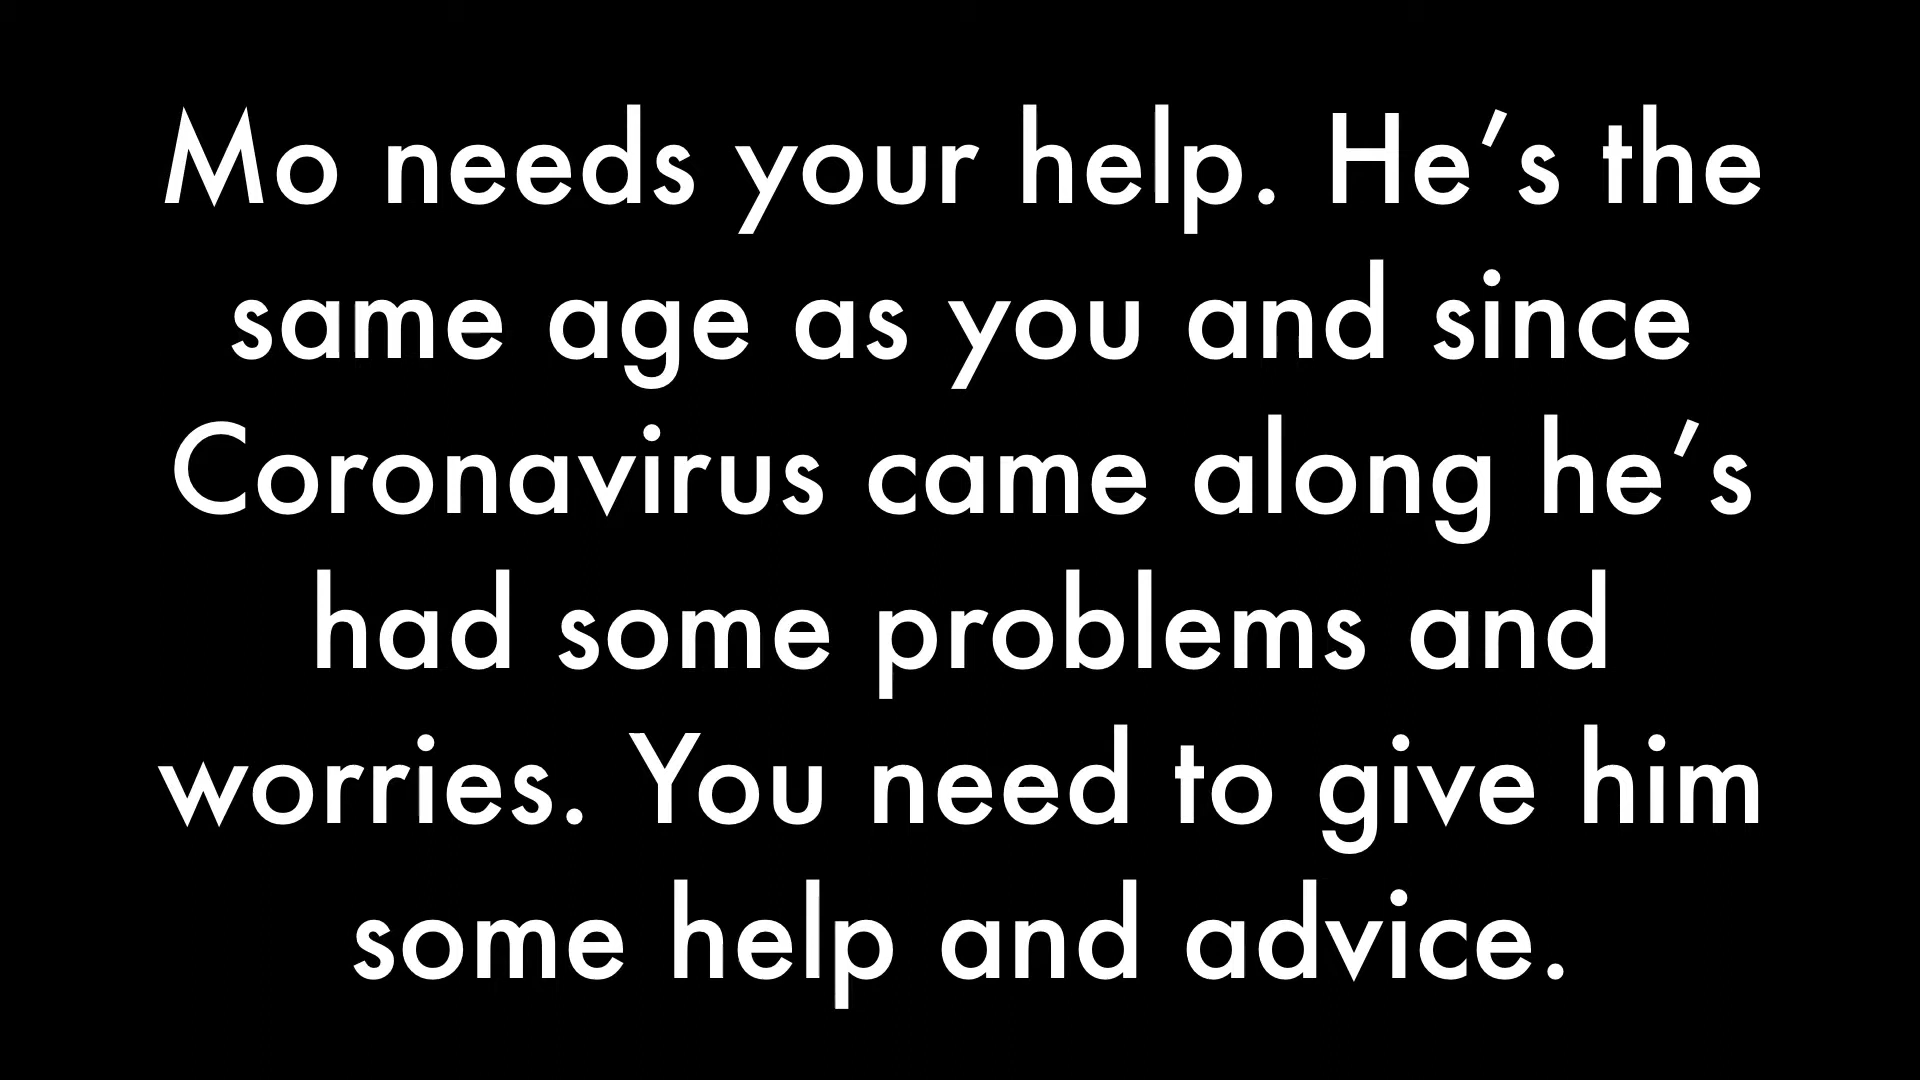 Mo needs your help. He’s the
same age as you and since
Coronavirus came along he’s
had some problems and
worries. You need to give him
some help and advice.